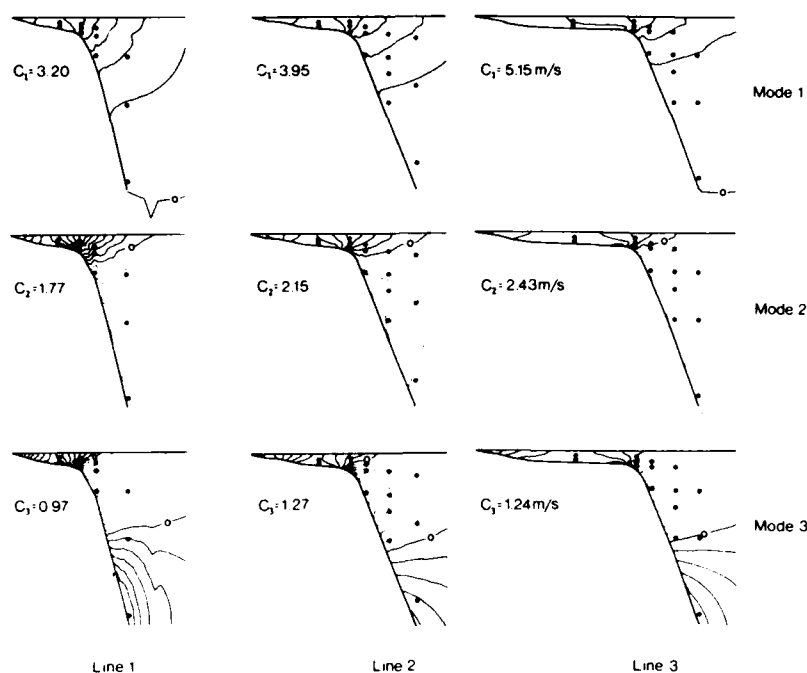 C₁=3.20
C₁=3.95
C₁=5.15 m/s
Mode 1
O
O
C₂=1.77
C₂=2.15
C₂=2.43 m/s
Mode 2
O
O
O
C₃=0.97
C₃=1.27
C₃=1.24 m/s
Mode 3
O
O
O
O
Line 1
Line 2
Line 3